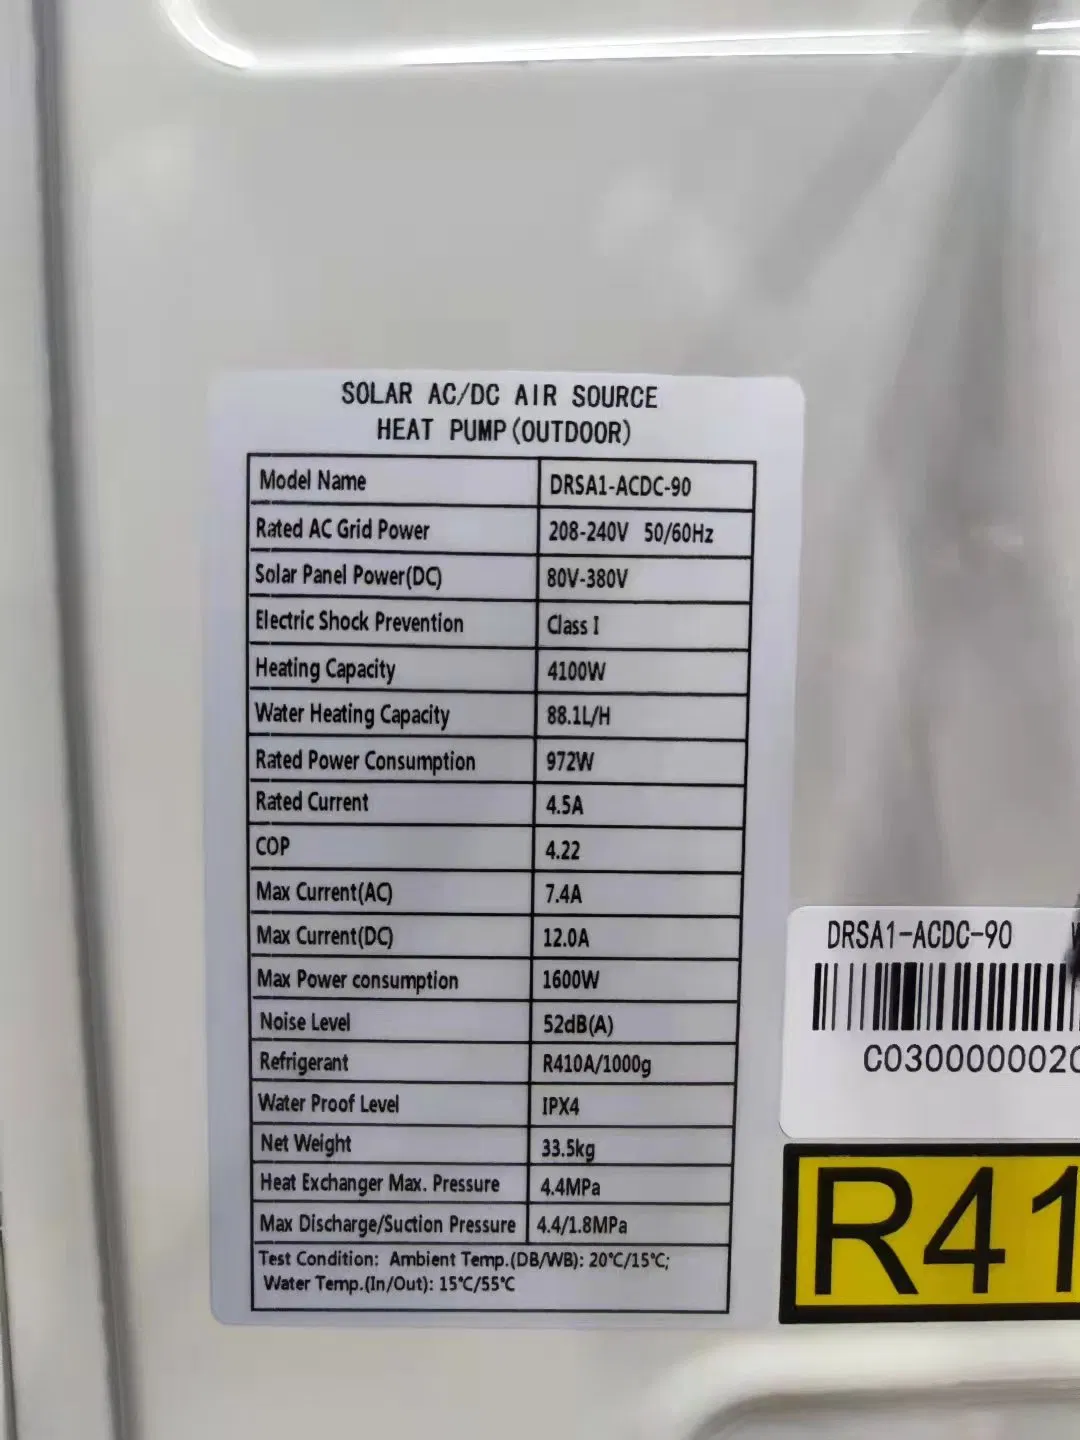 SOLAR AC/DC AIR SOURCE
HEAT PUMP(OUTDOOR)
Model Name DRSA1-ACDC-90
Rated AC Grid Power 208-240V 50/60Hz
Solar Panel Power(DC) 80V-380V
Electric Shock Prevention Class I
Heating Capacity 4100W
Water Heating Capacity 88.1L/H
Rated Power Consumption 972W
Rated Current 4.5A
COP 4.22
Max Current(AC) 7.4A
Max Current(DC) 12.0A
Max Power consumption 1600W
Noise Level 52dB(A)
Refrigerant R410A/1000g
Water Proof Level IPX4
Net Weight 33.5kg
Heat Exchanger Max. Pressure 4.4MPa
Max Discharge/Suction Pressure 4.4/1.8MPa
Test Condition: Ambient Temp.(DB/WB): 20℃/15℃;
Water Temp.(In/Out): 15℃/55℃
DRSA1-ACDC-90
C030000002
R41